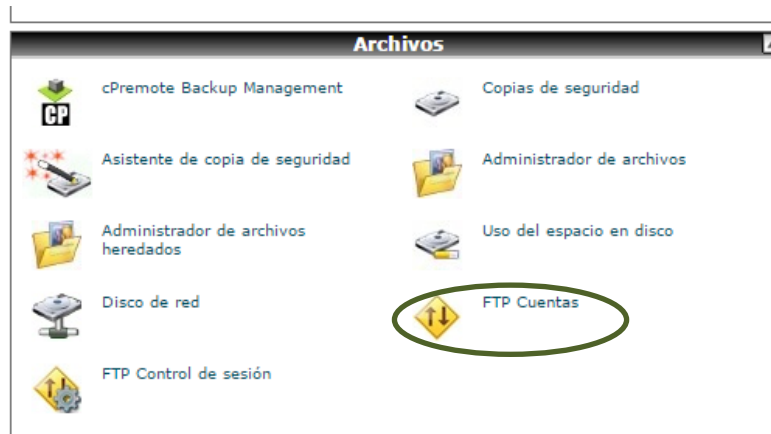 Archivos
cPremote Backup Management
Copias de seguridad
CP
Asistente de copia de seguridad
Administrador de archivos
Administrador de archivos
heredados
Uso del espacio en disco
Disco de red
FTP Cuentas
FTP Control de sesión